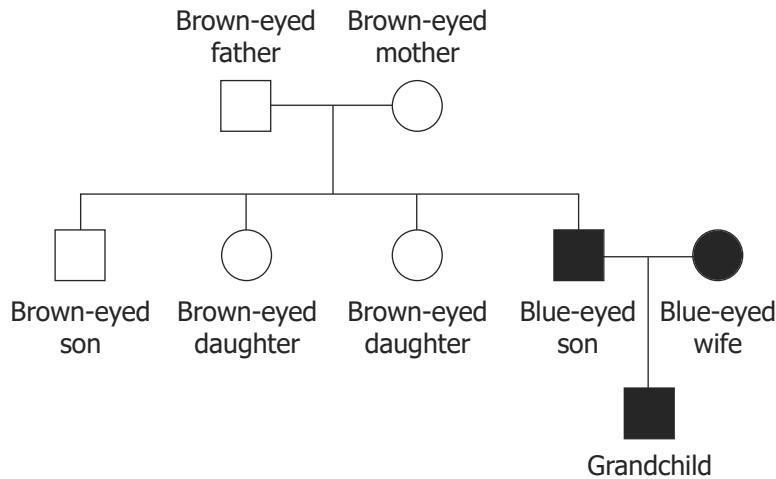 Brown-eyed
father
Brown-eyed
mother
Brown-eyed
son
Brown-eyed
daughter
Brown-eyed
daughter
Blue-eyed
son
Blue-eyed
wife
Grandchild